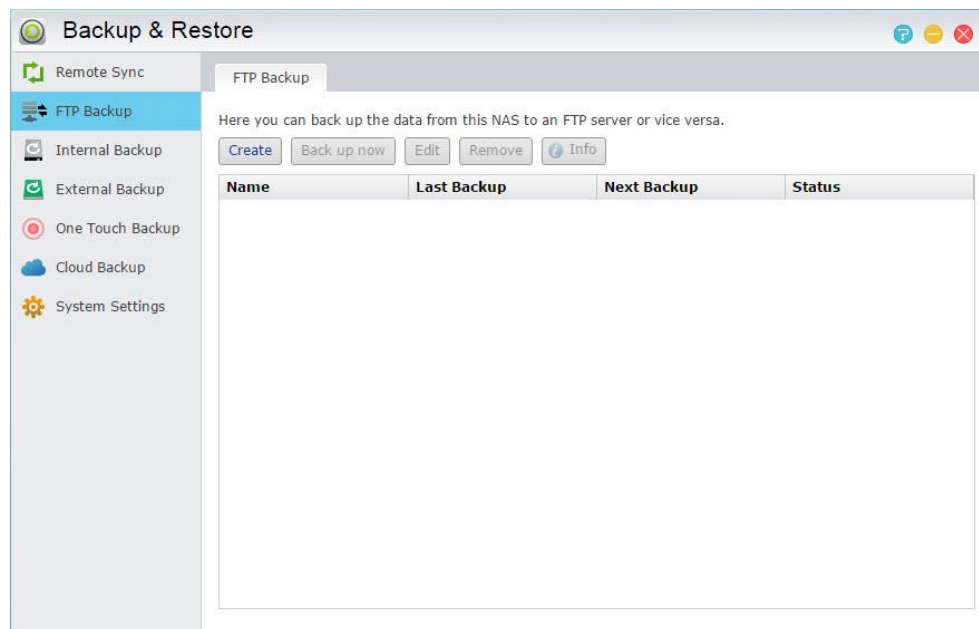 Backup & Restore
Remote Sync
FTP Backup
Internal Backup
External Backup
One Touch Backup
Cloud Backup
System Settings
FTP Backup
Here you can back up the data from this NAS to an FTP server or vice versa.
Create Back up now Edit Remove Info
Name Last Backup Next Backup Status